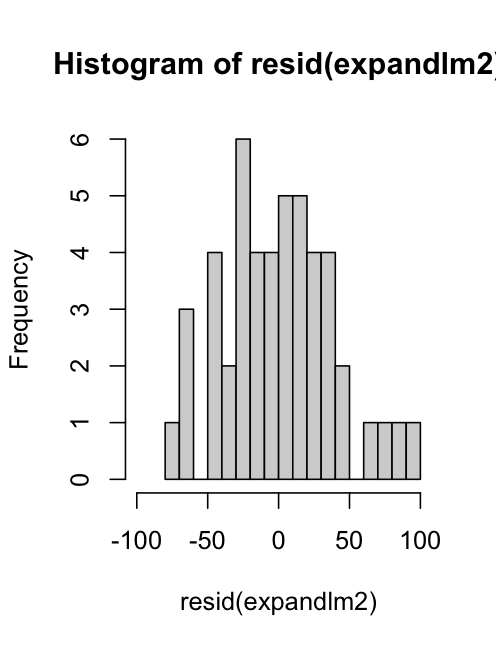 Histogram of resid(expandlm2)
Frequency
6
5
4
3
2
1
0
-100 -50 0 50 100
resid(expandlm2)